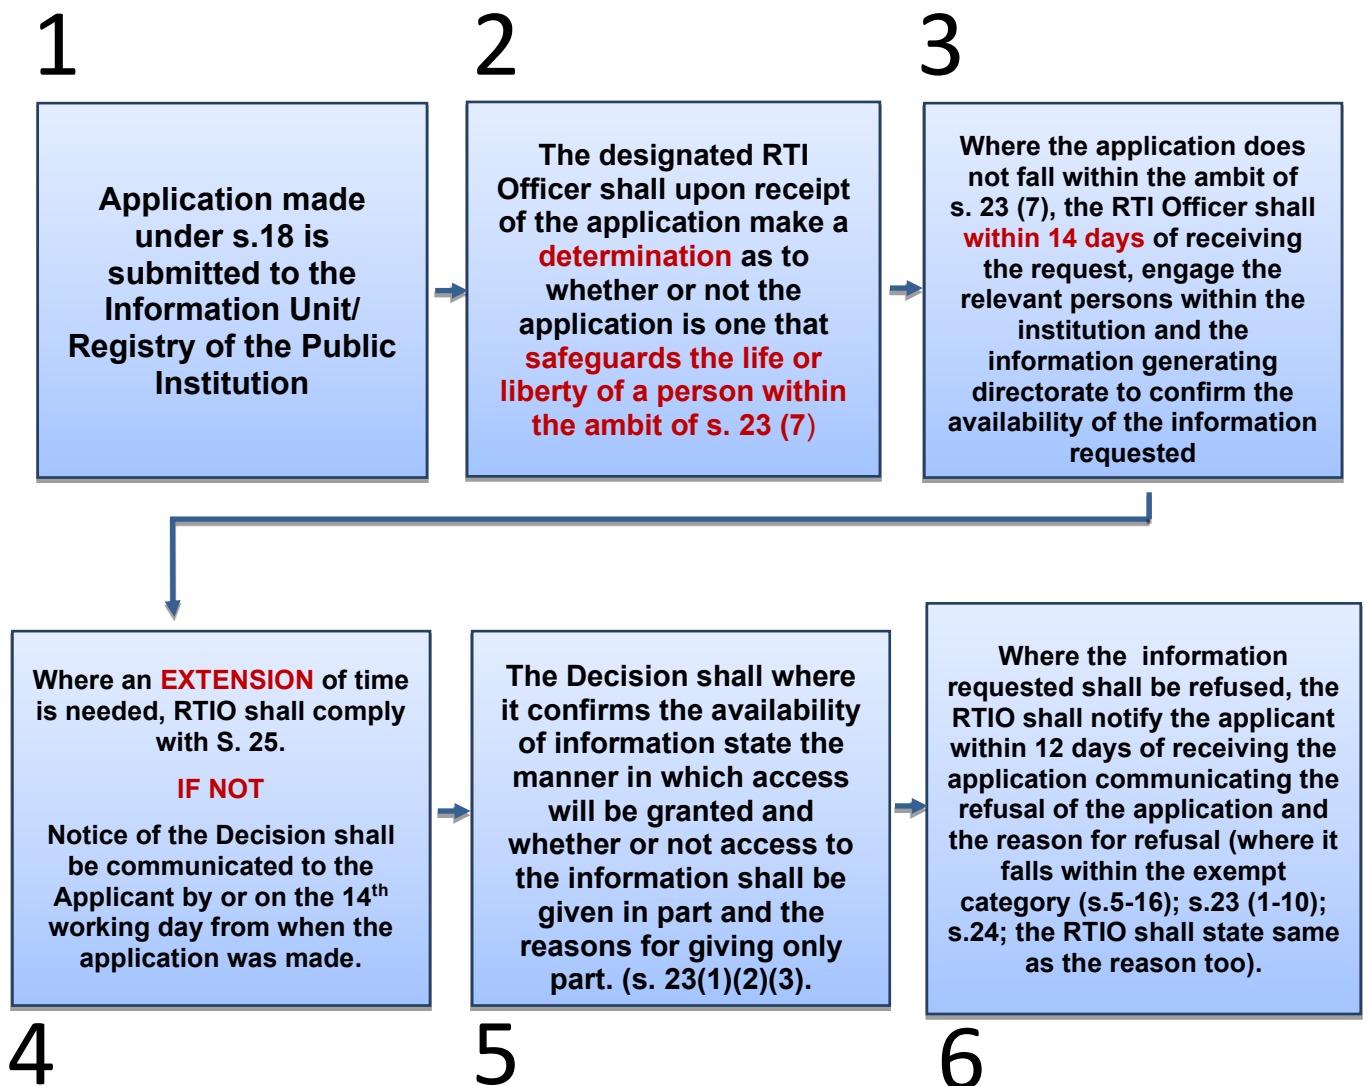 1
2
3
Application made
under s.18 is
submitted to the
Information Unit/
Registry of the Public
Institution
The designated RTI
Officer shall upon receipt
of the application make a
determination as to
whether or not the
application is one that
safeguards the life or
liberty of a person within
the ambit of s. 23 (7)
Where the application does
not fall within the ambit of
s. 23 (7), the RTI Officer shall
within 14 days of receiving
the request, engage the
relevant persons within the
institution and the
information generating
directorate to confirm the
availability of the information
requested
Where an EXTENSION of time
is needed, RTIO shall comply
with S. 25.
IF NOT
Notice of the Decision shall
be communicated to the
Applicant by or on the 14th
working day from when the
application was made.
The Decision shall where
it confirms the availability
of information state the
manner in which access
will be granted and
whether or not access to
the information shall be
given in part and the
reasons for giving only
part. (s. 23(1)(2)(3).
Where the information
requested shall be refused, the
RTIO shall notify the applicant
within 12 days of receiving the
application communicating the
refusal of the application and
the reason for refusal (where it
falls within the exempt
category (s.5-16); s.23 (1-10);
s.24; the RTIO shall state same
as the reason too).
4
5
6